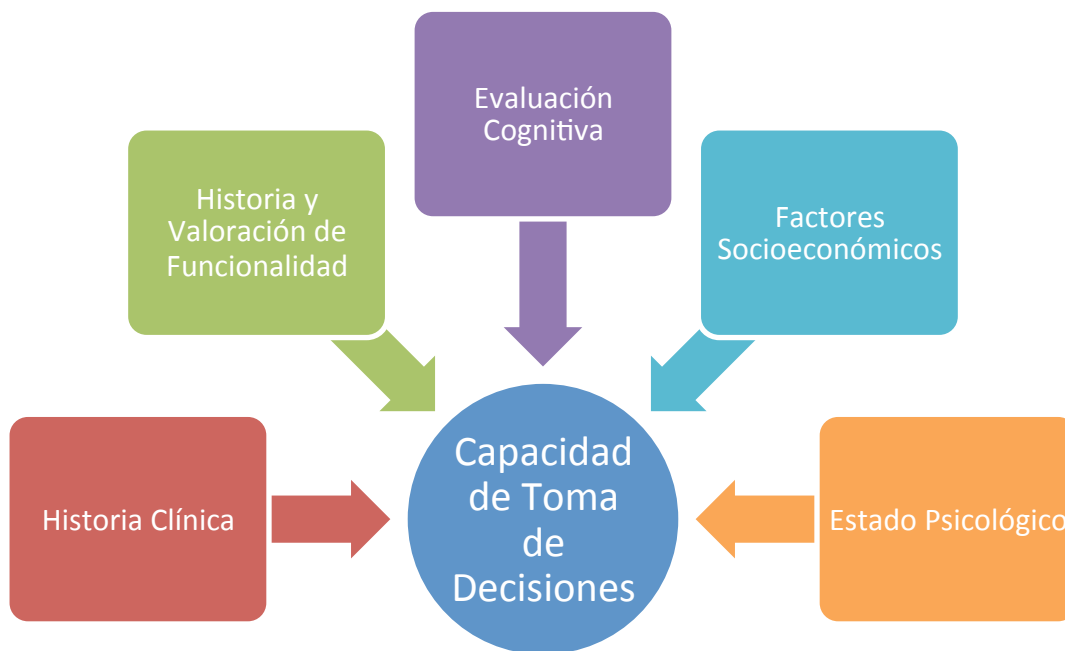 Evaluación
Cognitiva
Historia y
Valoración de
Funcionalidad
Factores
Socioeconómicos
Historia Clínica
Capacidad
de Toma
de
Decisiones
Estado Psicológico